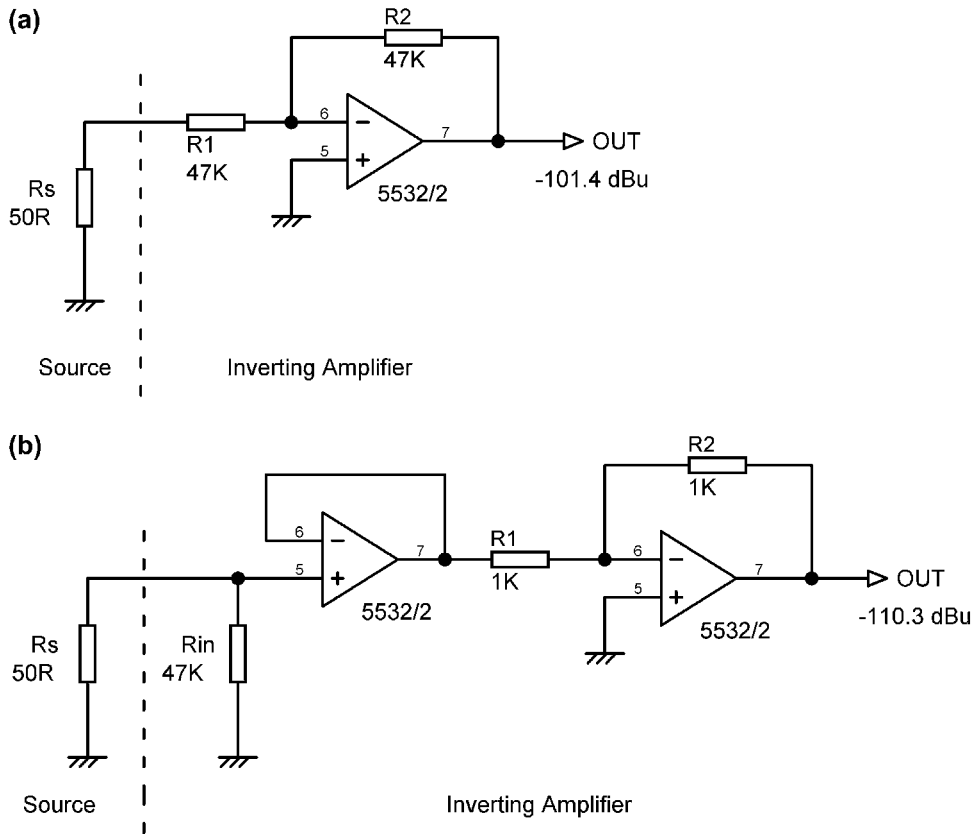 (a)
R2
47K
6
R1
47K
5
7
OUT
5532/2
-101.4 dBu
Rs
50R
Source
Inverting Amplifier
(b)
R2
1K
6
7
R1
1K
6
5
5532/2
5
7
OUT
5532/2
-110.3 dBu
Rs
50R
Rin
47K
Source
Inverting Amplifier